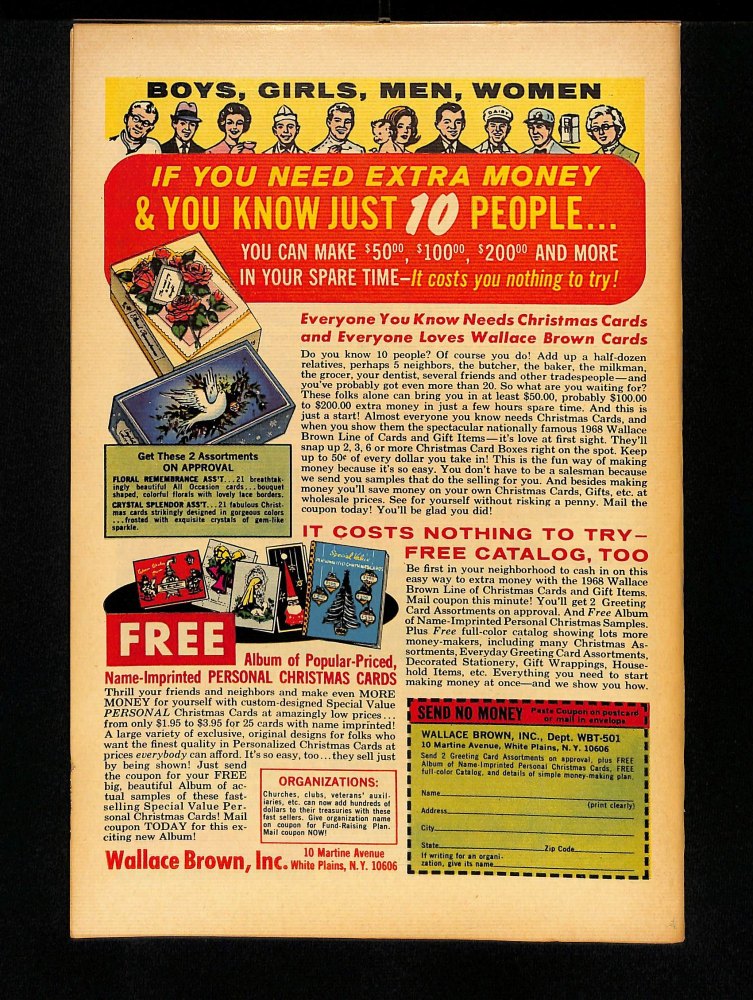 BOYS, GIRLS, MEN, WOMEN
DAIRY
IF YOU NEED EXTRA MONEY
& YOU KNOW JUST 10 PEOPLE...
YOU CAN MAKE $50⁰⁰, $100⁰⁰, $200⁰⁰ AND MORE
IN YOUR SPARE TIME—It costs you nothing to try!
Everyone You Know Needs Christmas Cards
and Everyone Loves Wallace Brown Cards
Do you know 10 people? Of course you do! Add up a half-dozen
relatives, perhaps 5 neighbors, the butcher, the baker, the milkman,
the grocer, your dentist, several friends and other tradespeople—and
you've probably got even more than 20. So what are you waiting for?
These folks alone can bring you in at least $50.00, probably $100.00
to $200.00 extra money in just a few hours spare time. And this is
just a start! Almost everyone you know needs Christmas Cards, and
when you show them the spectacular nationally famous 1968 Wallace
Brown Line of Cards and Gift Items—it's love at first sight. They'll
snap up 2, 3, 6 or more Christmas Card Boxes right on the spot. Keep
up to 50¢ of every dollar you take in! This is the fun way of making
money because it's so easy. You don't have to be a salesman because
we send you samples that do the selling for you. And besides making
money you'll save money on your own Christmas Cards, Gifts, etc. at
wholesale prices. See for yourself without risking a penny. Mail the
coupon today! You'll be glad you did!
Get These 2 Assortments
ON APPROVAL
FLORAL REMEMBRANCE ASS'T...21 breathtak-
ingly beautiful All Occasion cards...bouquet
shaped, colorful florals with lovely lace borders.
CRYSTAL SPLENDOR ASS'T...21 fabulous Christ-
mas cards strikingly designed in gorgeous colors
...frosted with exquisite crystals of gem-like
sparkle.
IT COSTS NOTHING TO TRY—
FREE CATALOG, TOO
Be first in your neighborhood to cash in on this
easy way to extra money with the 1968 Wallace
Brown Line of Christmas Cards and Gift Items.
Mail coupon this minute! You'll get 2 Greeting
Card Assortments on approval. And Free Album
of Name-Imprinted Personal Christmas Samples.
Plus Free full-color catalog showing lots more
money-makers, including many Christmas As-
sortments, Everyday Greeting Card Assortments,
Decorated Stationery, Gift Wrappings, House-
hold Items, etc. Everything you need to start
making money at once—and we show you how.
Special Value
PERSONALIZED CHRISTMAS CARDS
FREE
Album of Popular-Priced,
Name-Imprinted PERSONAL CHRISTMAS CARDS
Thrill your friends and neighbors and make even MORE
MONEY for yourself with custom-designed Special Value
PERSONAL Christmas Cards at amazingly low prices...
from only $1.95 to $3.95 for 25 cards with name imprinted!
A large variety of exclusive, original designs for folks who
want the finest quality in Personalized Christmas Cards at
prices everybody can afford. It's so easy, too...they sell just
by being shown! Just send
the coupon for your FREE
big, beautiful Album of ac-
tual samples of these fast-
selling Special Value Per-
sonal Christmas Cards! Mail
coupon TODAY for this ex-
citing new Album!
ORGANIZATIONS:
Churches, clubs, veterans' auxil-
iaries, etc. can now add hundreds of
dollars to their treasuries with these
fast sellers. Give organization name
on coupon for Fund-Raising Plan.
Mail coupon NOW!
Wallace Brown, Inc. 10 Martine Avenue
White Plains, N.Y. 10606
SEND NO MONEY Paste Coupon on postcard
or mail in envelope
WALLACE BROWN, INC., Dept. WBT-501
10 Martine Avenue, White Plains, N. Y. 10606
Send 2 Greeting Card Assortments on approval, plus FREE
Album of Name-Imprinted Personal Christmas Cards, FREE
full-color Catalog, and details of simple money-making plan.
Name
(print clearly)
Address
City
State Zip Code
If writing for an organi-
zation, give its name